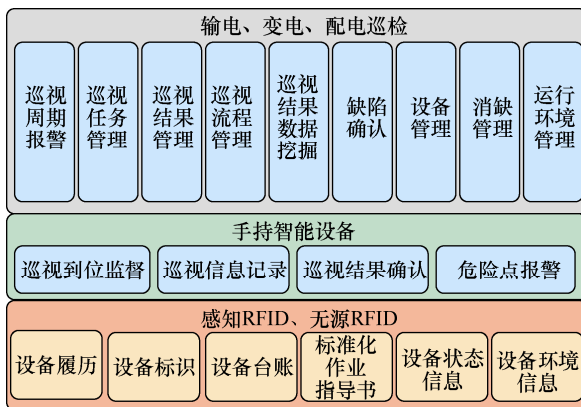 输电、变电、配电巡检
巡视
周期
报警
巡视
任务
管理
巡视
结果
管理
巡视
流程
管理
巡视
结果
数据
挖掘
缺陷
确认
设备
管理
消缺
管理
运行
环境
管理
手持智能设备
巡视到位监督
巡视信息记录
巡视结果确认
危险点报警
感知RFID、无源RFID
设备履历
设备标识
设备台账
标准化
作业
指导书
设备状态
信息
设备环境
信息